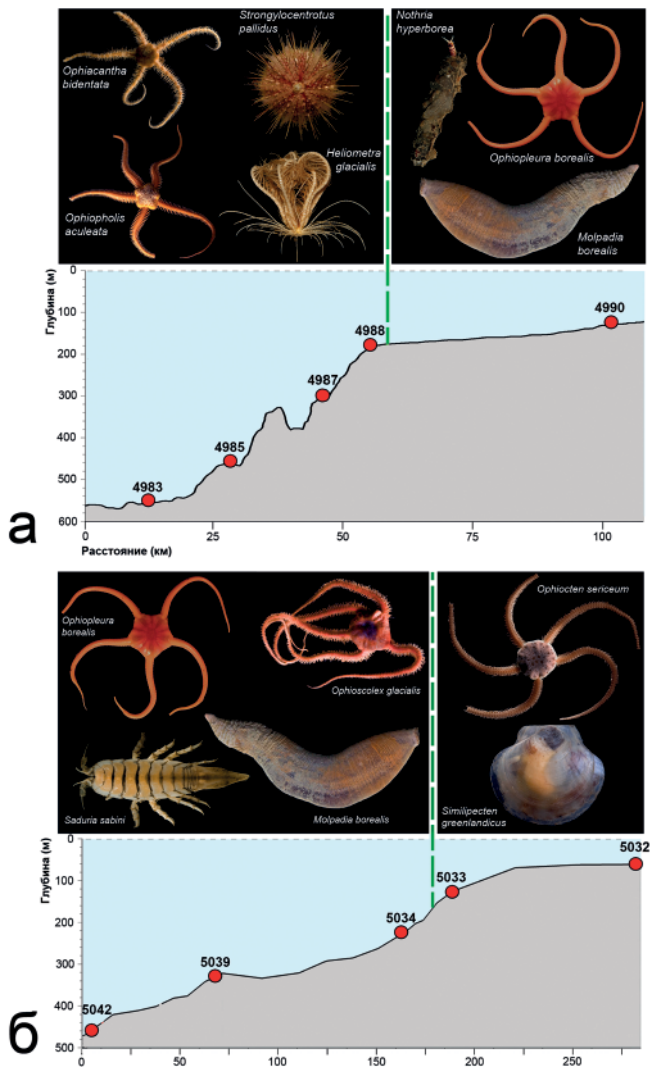 Ophiacantha
bidentata
Strongylocentrotus
pallidus
Nothria
hyperborea
Ophiopholis
aculeata
Heliometra
glacialis
Ophiopleura borealis
Molpadia
borealis
Глубина (м)
0
100
200
300
400
500
600
4983
4985
4987
4988
4990
0
25
50
75
100
Расстояние (км)
а
Ophiopleura
borealis
Ophioscolex glacialis
Ophiocten sericeum
Saduria sabini
Molpadia borealis
Similipecten
greenlandicus
Глубина (м)
0
100
200
300
400
500
5042
5039
5034
5033
5032
0
50
75
100
150
175
200
250
б